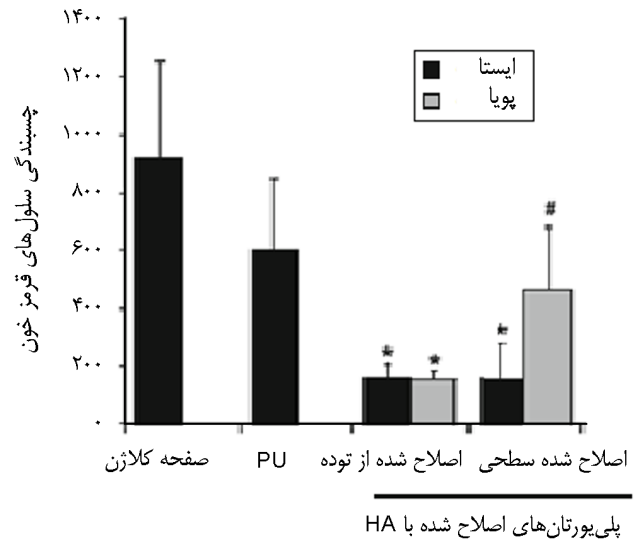 چسبندگی سلول‌های قرمز خون
۱۴۰۰
۱۲۰۰
۱۰۰۰
۸۰۰
۶۰۰
۴۰۰
۲۰۰
۰
ایستا
پویا
*
*
*
#
صفحه کلاژن
PU
اصلاح شده از توده
اصلاح شده سطحی
پلی‌یورتان‌های اصلاح شده با HA